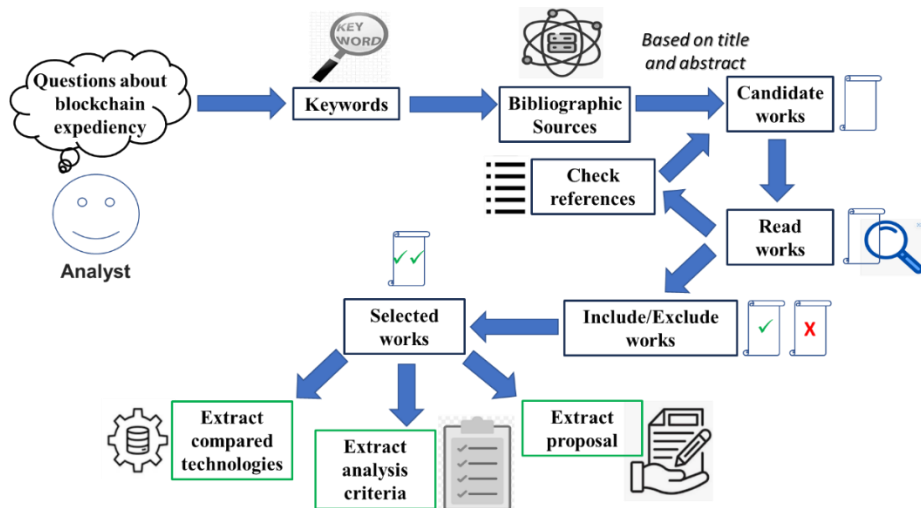 KEY
WORD
Based on title
and abstract
Questions about
blockchain
expediency
Keywords
Bibliographic
Sources
Candidate
works
Check
references
Read
works
Analyst
Selected
works
Include/Exclude
works
X
Extract
compared
technologies
Extract
analysis
criteria
Extract
proposal